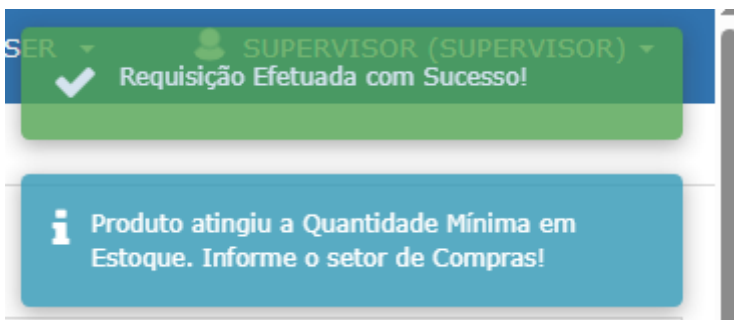 SER SUPERVISOR (SUPERVISOR)
Requisição Efetuada com Sucesso!
Produto atingiu a Quantidade Mínima em
Estoque. Informe o setor de Compras!